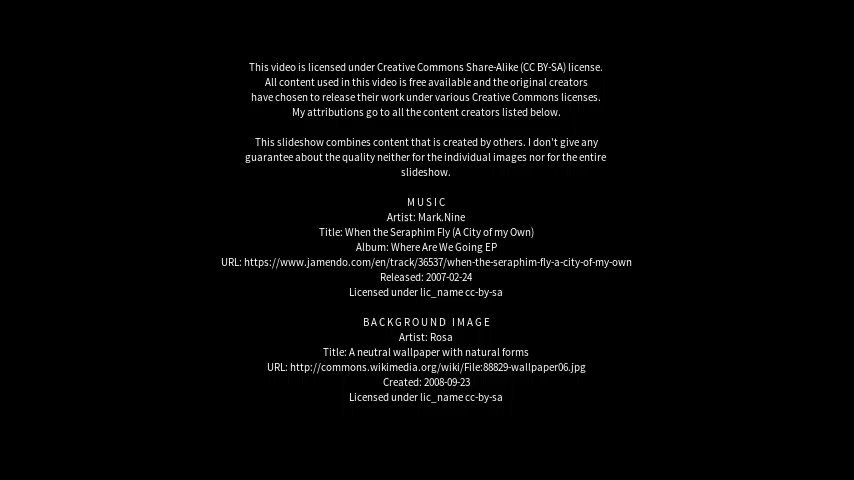 This video is licensed under Creative Commons Share-Alike (CC BY-SA) license.
All content used in this video is free available and the original creators
have chosen to release their work under various Creative Commons licenses.
My attributions go to all the content creators listed below.
This slideshow combines content that is created by others. I don't give any
guarantee about the quality neither for the individual images nor for the entire
slideshow.
MUSIC
Artist: Mark,Nine
Title: When the Seraphim Fly (A City of my Own)
Album: Where Are We Going EP
URL: https://www.jamendo.com/en/track/36537/when-the-seraphim-fly-a-city-of-my-own
Released: 2007-02-24
Licensed under lic_name cc-by-sa
BACKGROUND IMAGE
Artist: Rosa
Title: A neutral wallpaper with natural forms
URL: http://commons.wikimedia.org/wiki/File:88829-wallpaper06.jpg
Created: 2008-09-23
Licensed under lic_name cc-by-sa